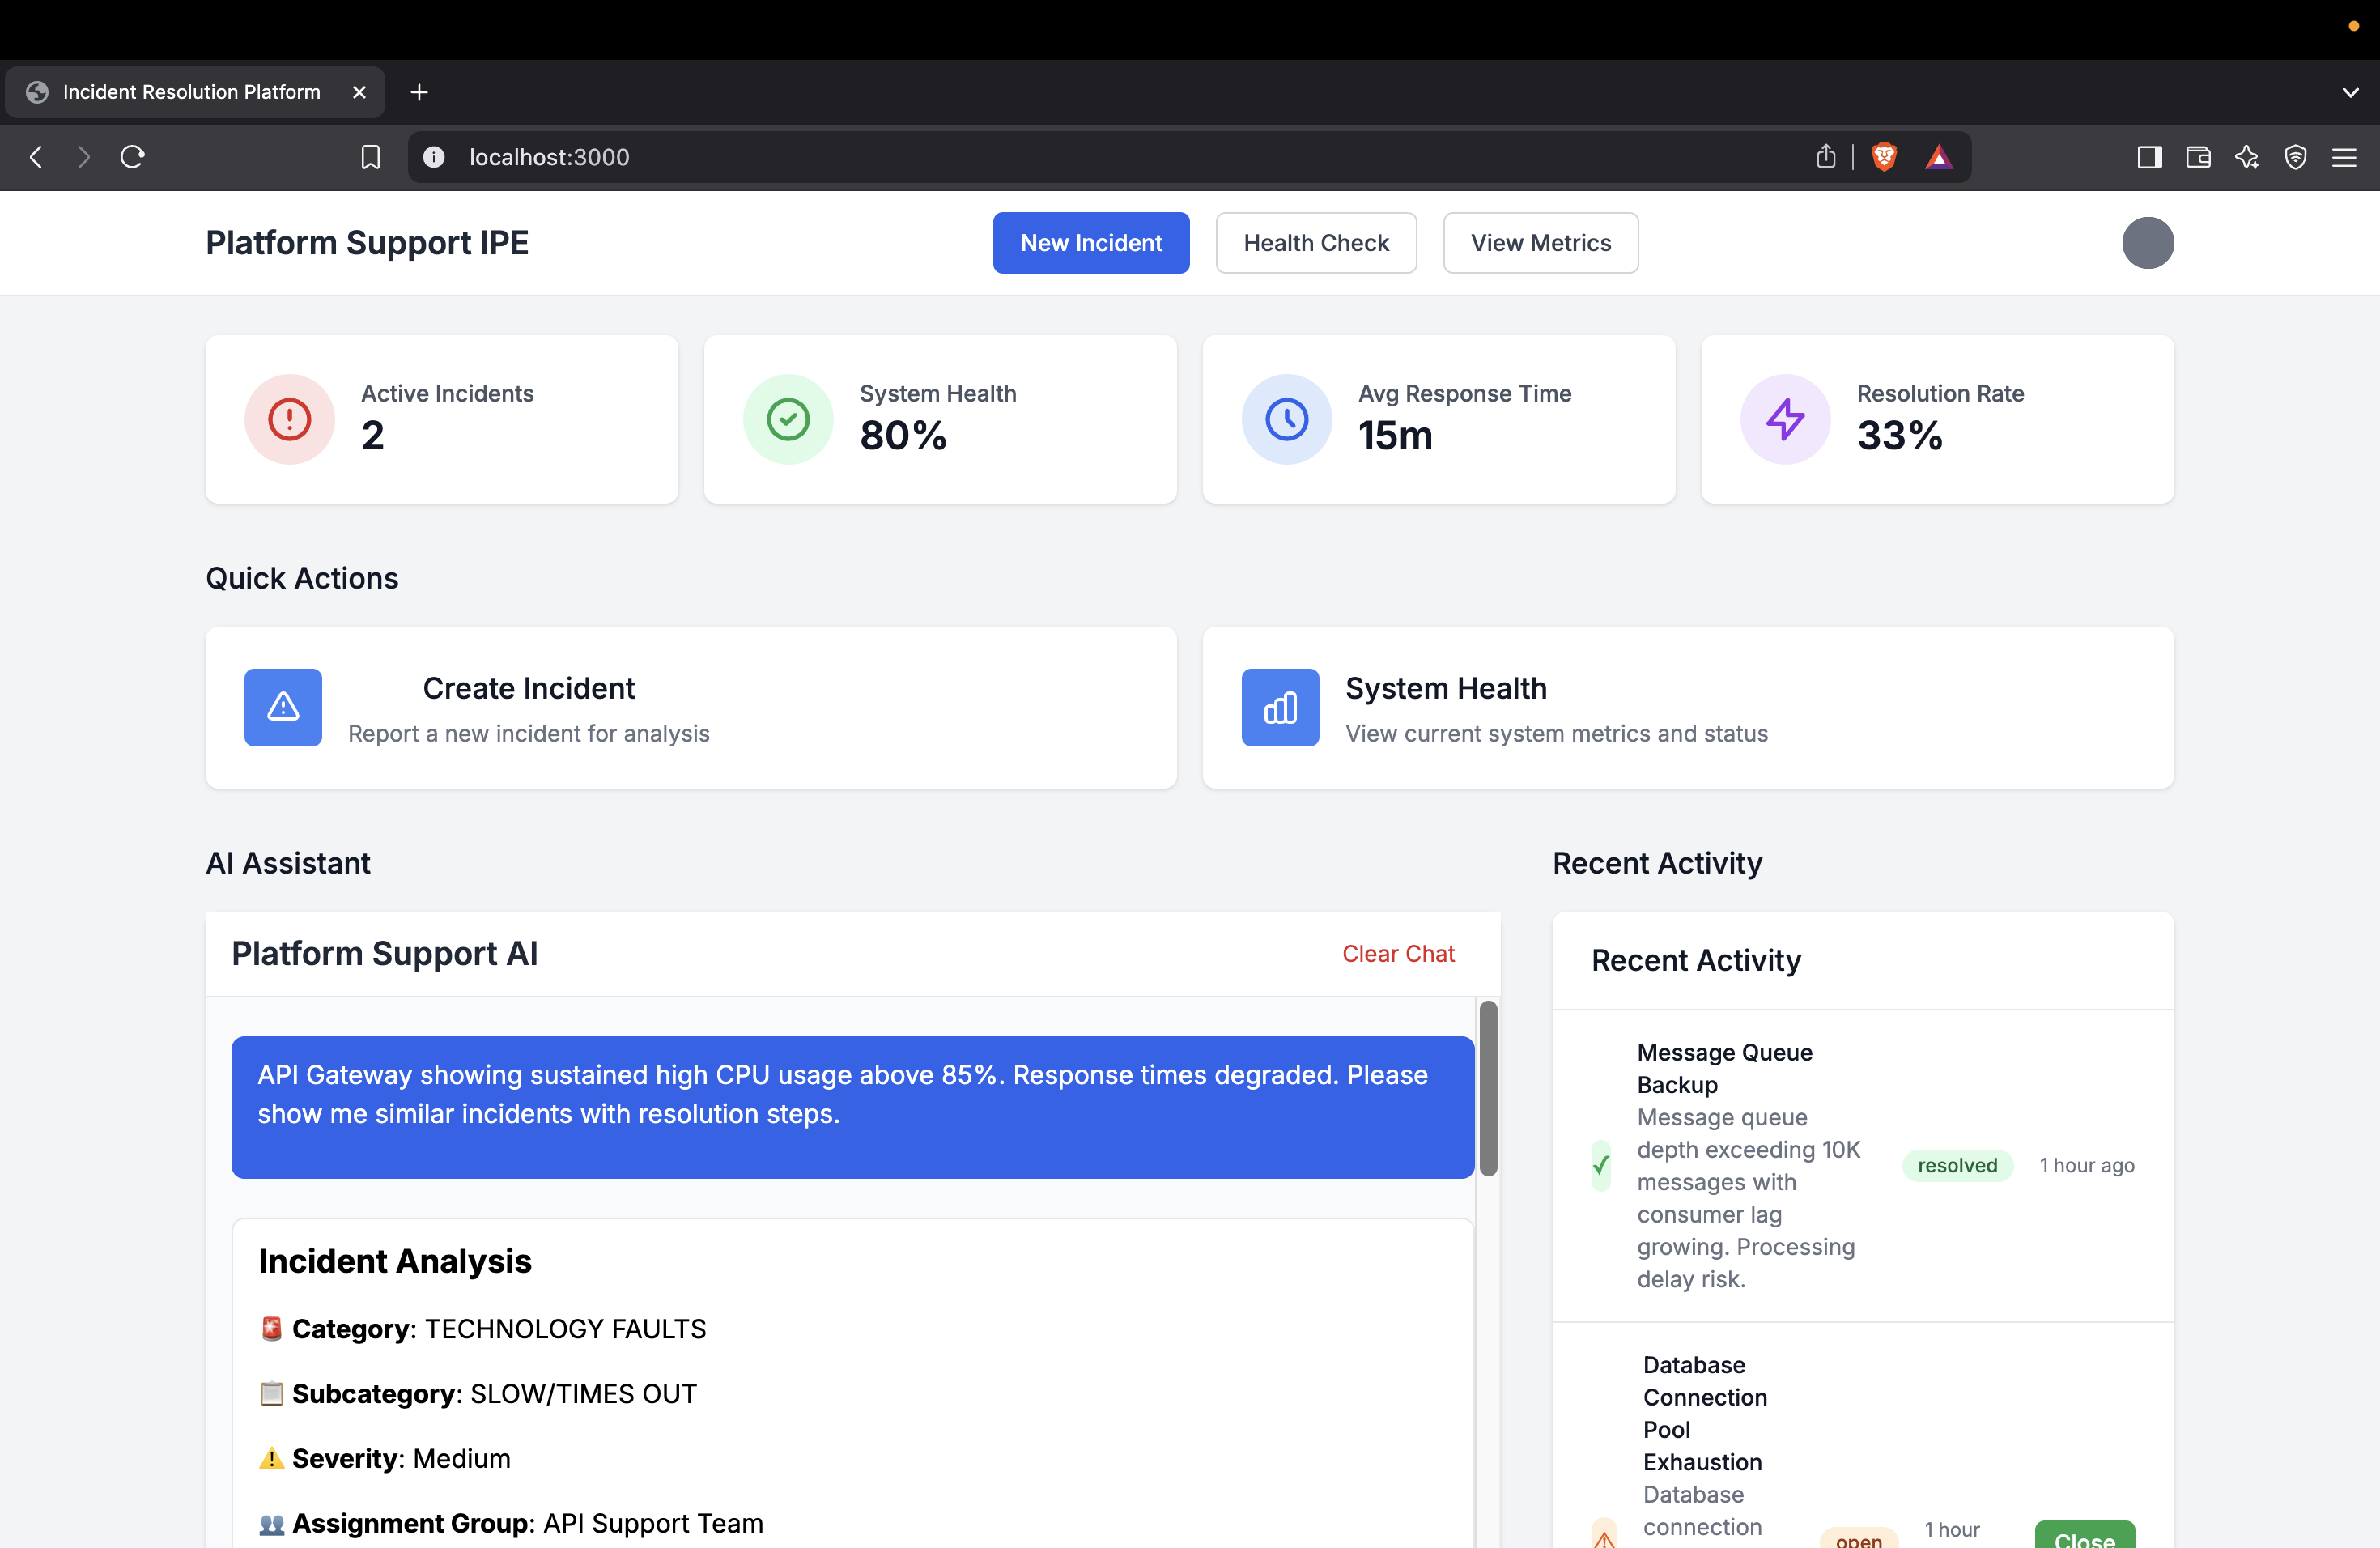 Incident Resolution Platform
localhost:3000
Platform Support IPE
New Incident
Health Check
View Metrics
Active Incidents
2
System Health
80%
Avg Response Time
15m
Resolution Rate
33%
Quick Actions
Create Incident
Report a new incident for analysis
System Health
View current system metrics and status
AI Assistant
Platform Support AI
Clear Chat
API Gateway showing sustained high CPU usage above 85%. Response times degraded. Please
show me similar incidents with resolution steps.
Incident Analysis
🚨 Category: TECHNOLOGY FAULTS
📋 Subcategory: SLOW/TIMES OUT
⚠️ Severity: Medium
👥 Assignment Group: API Support Team
Recent Activity
Recent Activity
Message Queue
Backup
Message queue
depth exceeding 10K
messages with
consumer lag
growing. Processing
delay risk.
resolved
1 hour ago
Database
Connection
Pool
Exhaustion
Database
connection
open
1 hour
Close